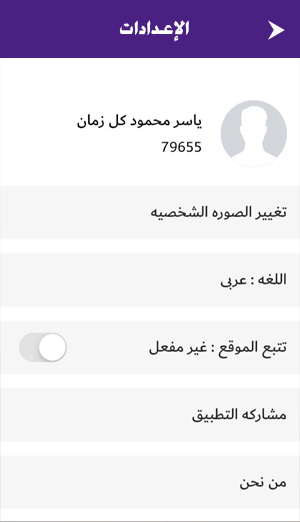 الإعدادات
ياسر محمود كل زمان
79655
تغيير الصوره الشخصيه
اللغه : عربى
تتبع الموقع : غير مفعل
مشاركه التطبيق
من نحن